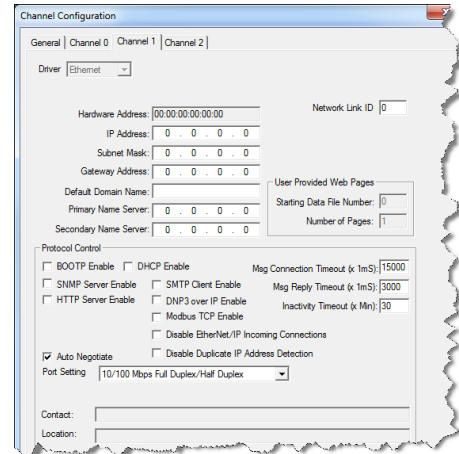 Channel Configuration
General Channel 0 Channel 1 Channel 2
Driver Ethernet
Hardware Address: 00:00:00:00:00:00 Network Link ID 0
IP Address: 0 . 0 . 0 . 0
Subnet Mask: 0 . 0 . 0 . 0
Gateway Address: 0 . 0 . 0 . 0
User Provided Web Pages
Default Domain Name:
Starting Data File Number: 0
Primary Name Server: 0 . 0 . 0 . 0
Number of Pages: 1
Secondary Name Server: 0 . 0 . 0 . 0
Protocol Control
BOOTP Enable DHCP Enable Msg Connection Timeout (x 1mS): 15000
SNMP Server Enable SMTP Client Enable Msg Reply Timeout (x 1mS): 3000
HTTP Server Enable DNP3 over IP Enable Inactivity Timeout (x Min): 30
Modbus TCP Enable
Disable EtherNet/IP Incoming Connections
Auto Negotiate Disable Duplicate IP Address Detection
Port Setting 10/100 Mbps Full Duplex/Half Duplex
Contact:
Location: